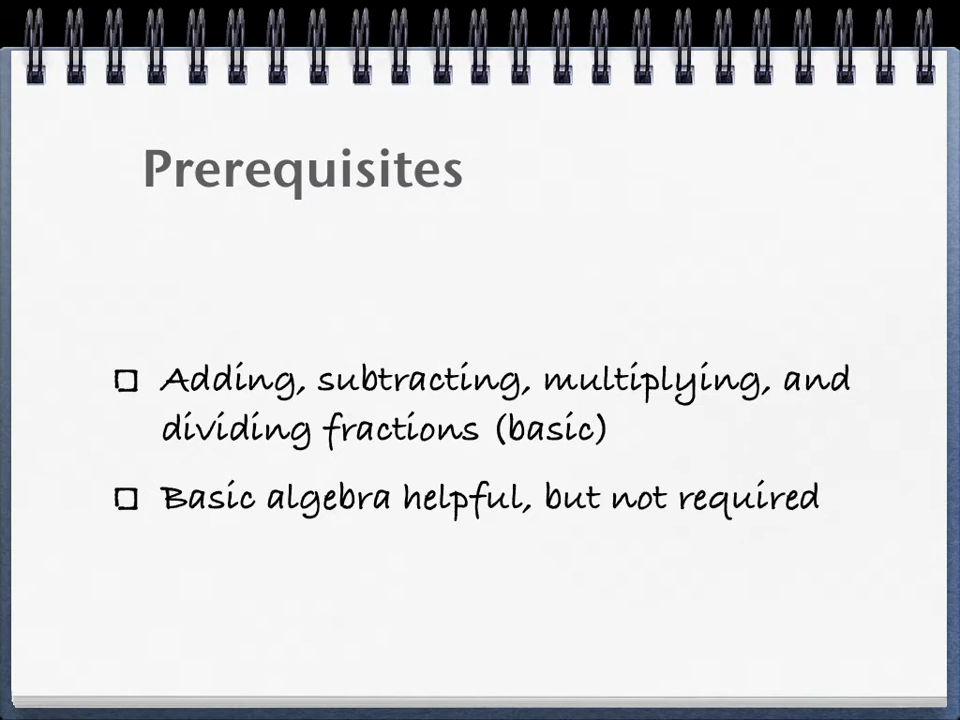 Prerequisites
Adding, subtracting, multiplying, and
dividing fractions (basic)
Basic algebra helpful, but not required